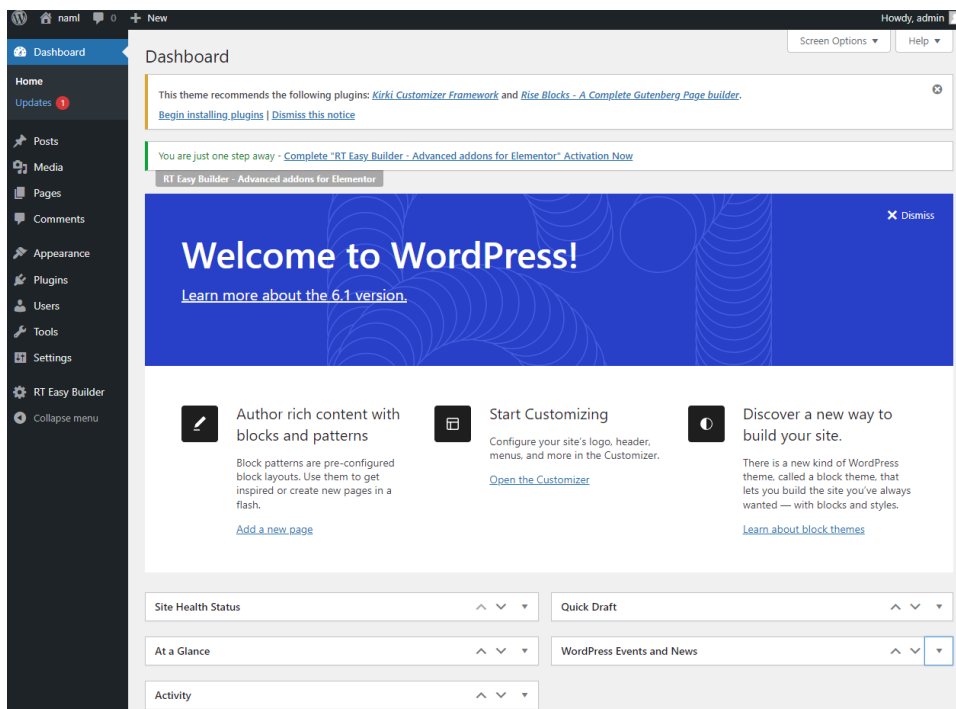 naml 0 New Howdy, admin
Dashboard
Home
Updates 1
Posts
Media
Pages
Comments
Appearance
Plugins
Users
Tools
Settings
RT Easy Builder
Collapse menu
Screen Options ▼ Help ▼
Dashboard
This theme recommends the following plugins: Kirki Customizer Framework and Rise Blocks - A Complete Gutenberg Page builder.
Begin installing plugins | Dismiss this notice
You are just one step away - Complete "RT Easy Builder - Advanced addons for Elementor" Activation Now
RT Easy Builder - Advanced addons for Elementor
Dismiss
Welcome to WordPress!
Learn more about the 6.1 version.
Author rich content with
blocks and patterns
Block patterns are pre-configured
block layouts. Use them to get
inspired or create new pages in a
flash.
Add a new page
Start Customizing
Configure your site's logo, header,
menus, and more in the Customizer.
Open the Customizer
Discover a new way to
build your site.
There is a new kind of WordPress
theme, called a block theme, that
lets you build the site you've always
wanted — with blocks and styles.
Learn about block themes
Site Health Status
Quick Draft
At a Glance
WordPress Events and News
Activity